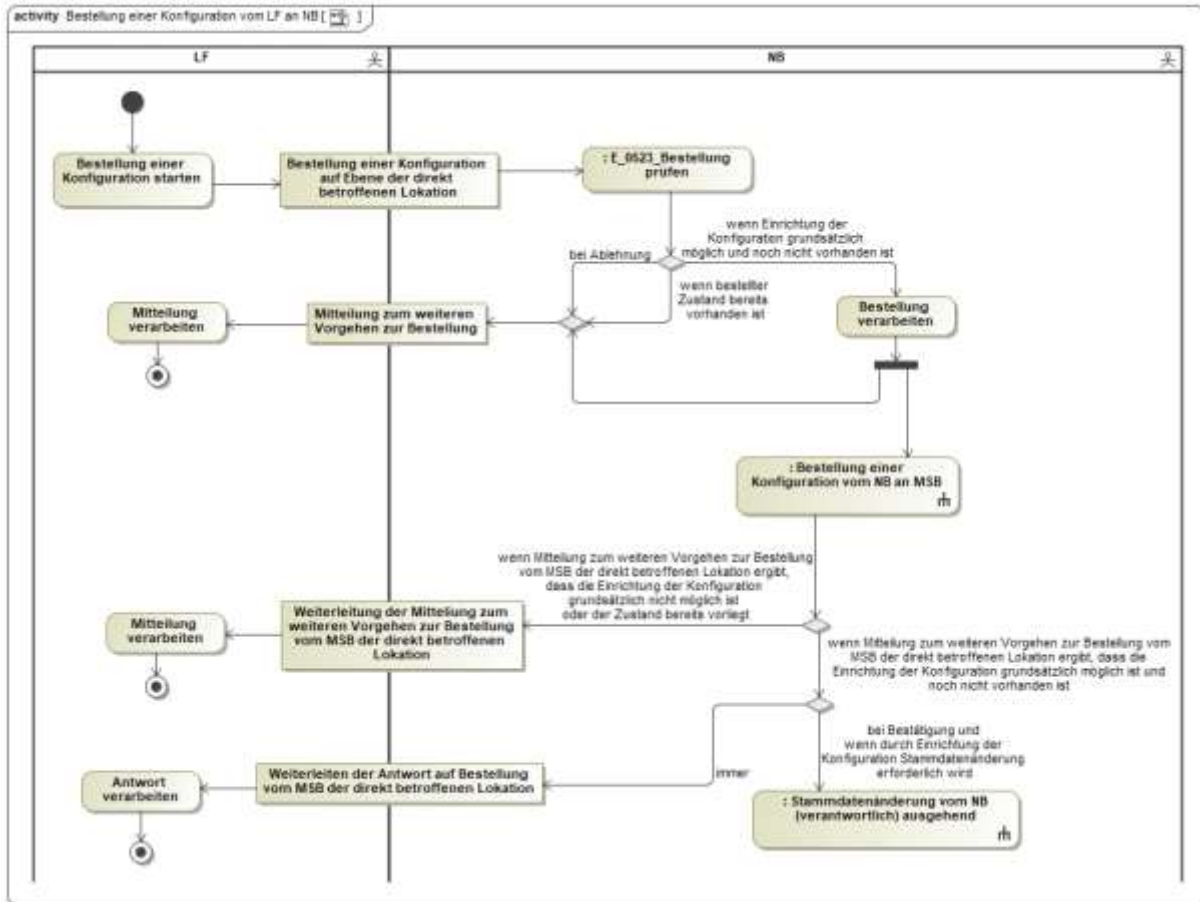 activity Bestellung einer Konfiguration vom LF an NB [ ]
LF
NB
Bestellung einer
Konfiguration starten
Bestellung einer Konfiguration
auf Ebene der direkt
betroffenen Lokation
: E_0523_Bestellung
prüfen
wenn Einrichtung der
Konfiguration grundsätzlich
möglich und noch nicht vorhanden ist
bei Ablehnung
wenn bestellter
Zustand bereits
vorhanden ist
Bestellung
verarbeiten
Mitteilung zum weiteren
Vorgehen zur Bestellung
Mitteilung
verarbeiten
: Bestellung einer
Konfiguration vom NB an MSB
wenn Mitteilung zum weiteren Vorgehen zur Bestellung
vom MSB der direkt betroffenen Lokation ergibt,
dass die Einrichtung der Konfiguration
grundsätzlich nicht möglich ist
oder der Zustand bereits vorliegt
Weiterleitung der Mitteilung zum
weiteren Vorgehen zur Bestellung
vom MSB der direkt betroffenen
Lokation
Mitteilung
verarbeiten
wenn Mitteilung zum weiteren Vorgehen zur Bestellung vom
MSB der direkt betroffenen Lokation ergibt, dass die
Einrichtung der Konfiguration grundsätzlich möglich ist und
noch nicht vorhanden ist
bei Bestätigung und
wenn durch Einrichtung der
Konfiguration Stammdatenänderung
erforderlich wird
immer
Weiterleiten der Antwort auf Bestellung
vom MSB der direkt betroffenen Lokation
Antwort
verarbeiten
: Stammdatenänderung vom NB
(verantwortlich) ausgehend